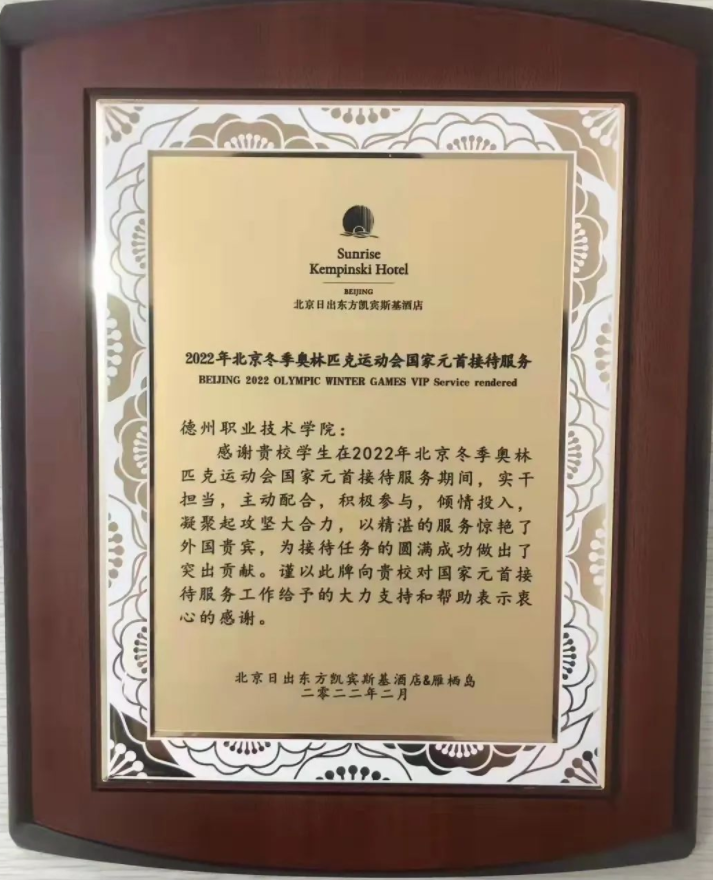 Sunrise
Kempinski Hotel
BEIJING
北京日出东方凯宾斯基酒店
2022年北京冬季奥林匹克运动会国家元首接待服务
BEIJING 2022 OLYMPIC WINTER GAMES VIP Service rendered
德州职业技术学院：
感谢贵校学生在2022年北京冬季奥林
匹克运动会国家元首接待服务期间，实干
担当，主动配合，积极参与，倾情投入，
凝聚起攻坚大合力，以精湛的服务惊艳了
外国贵宾，为接待任务的圆满成功做出了
突出贡献。谨以此牌向贵校对国家元首接
待服务工作给予的大力支持和帮助表示衷
心的感谢。
北京日出东方凯宾斯基酒店&雁栖岛
二零二二年二月